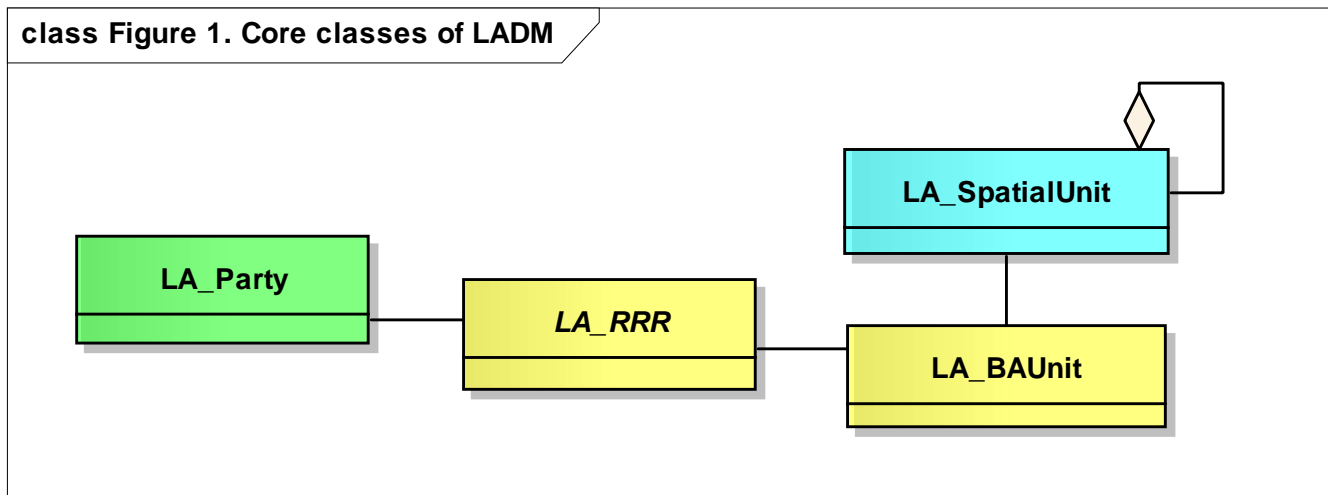 class Figure 1. Core classes of LADM
LA_SpatialUnit
LA_Party
LA_RRR
LA_BAUnit